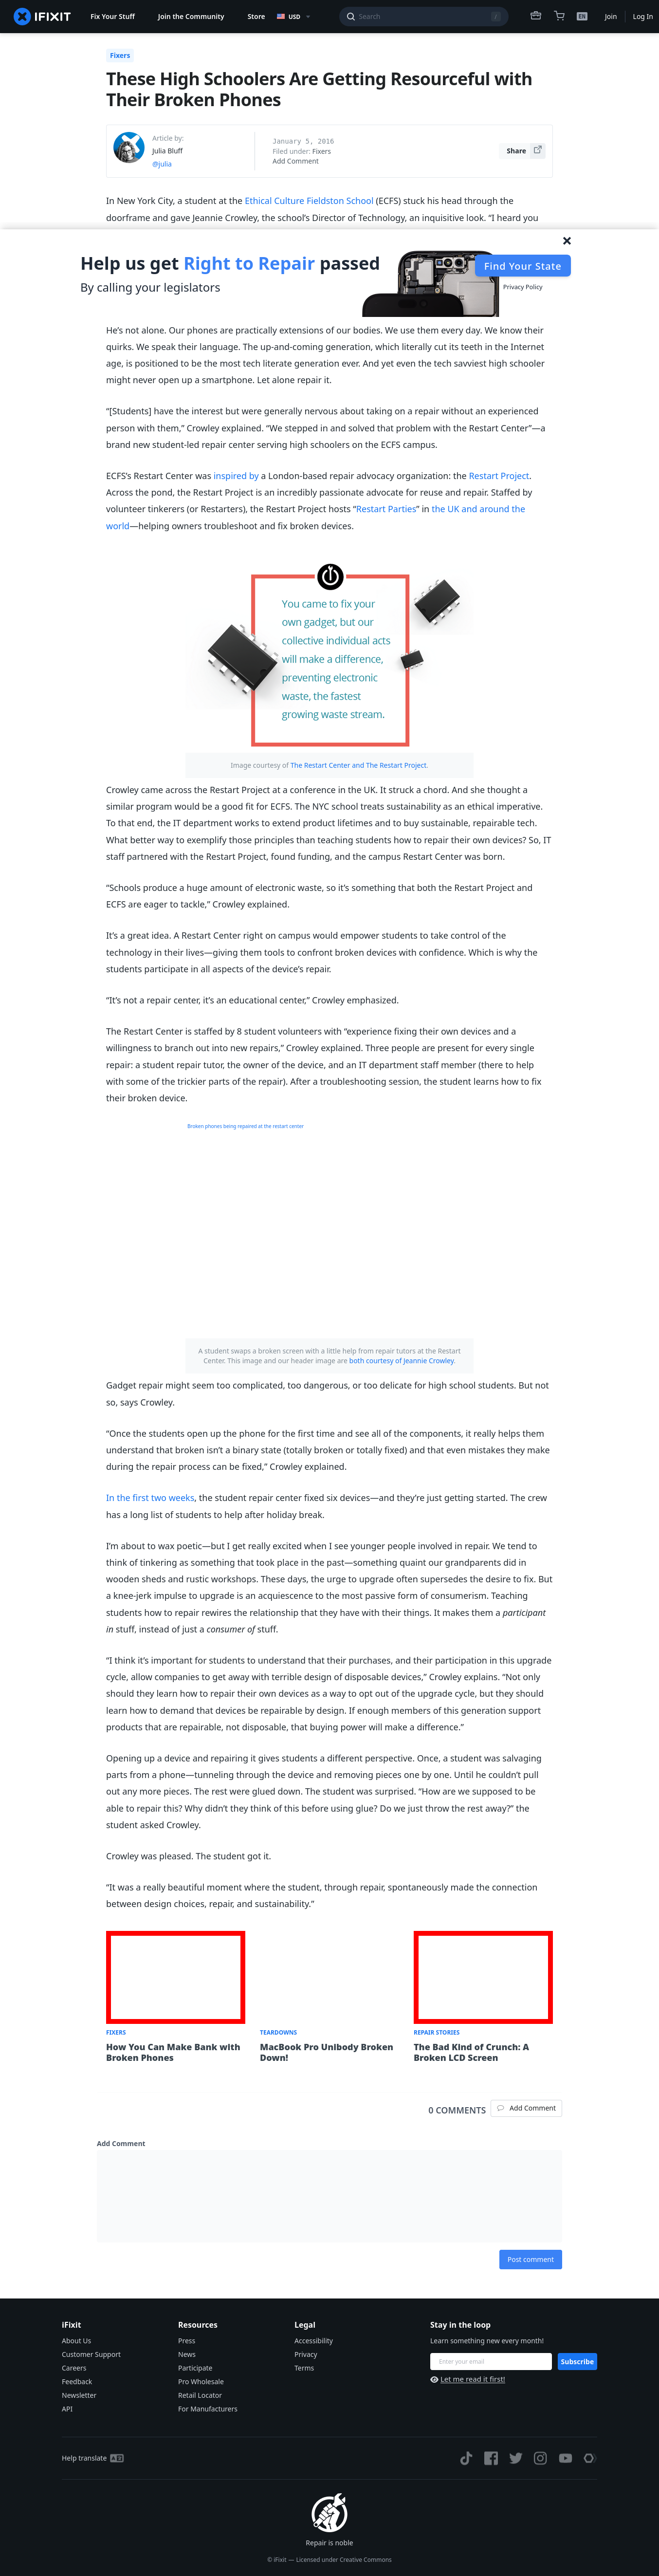 IFIXIT
Fix Your Stuff
Join the Community
Store
USD
Search
/
EN
Join
Log In
Fixers
These High Schoolers Are Getting Resourceful with
Their Broken Phones
Article by:
Julia Bluff
@julia
January 5, 2016
Filed under: Fixers
Add Comment
Share
In New York City, a student at the Ethical Culture Fieldston School (ECFS) stuck his head through the
doorframe and gave Jeannie Crowley, the school’s Director of Technology, an inquisitive look. “I heard you
Help us get Right to Repair passed
By calling your legislators
Find Your State
Privacy Policy
He’s not alone. Our phones are practically extensions of our bodies. We use them every day. We know their
quirks. We speak their language. The up-and-coming generation, which literally cut its teeth in the Internet
age, is positioned to be the most tech literate generation ever. And yet even the tech savviest high schooler
might never open up a smartphone. Let alone repair it.
“[Students] have the interest but were generally nervous about taking on a repair without an experienced
person with them,” Crowley explained. “We stepped in and solved that problem with the Restart Center”—a
brand new student-led repair center serving high schoolers on the ECFS campus.
ECFS’s Restart Center was inspired by a London-based repair advocacy organization: the Restart Project.
Across the pond, the Restart Project is an incredibly passionate advocate for reuse and repair. Staffed by
volunteer tinkerers (or Restarters), the Restart Project hosts “Restart Parties” in the UK and around the
world—helping owners troubleshoot and fix broken devices.
You came to fix your
own gadget, but our
collective individual acts
will make a difference,
preventing electronic
waste, the fastest
growing waste stream.
Image courtesy of The Restart Center and The Restart Project.
Crowley came across the Restart Project at a conference in the UK. It struck a chord. And she thought a
similar program would be a good fit for ECFS. The NYC school treats sustainability as an ethical imperative.
To that end, the IT department works to extend product lifetimes and to buy sustainable, repairable tech.
What better way to exemplify those principles than teaching students how to repair their own devices? So, IT
staff partnered with the Restart Project, found funding, and the campus Restart Center was born.
“Schools produce a huge amount of electronic waste, so it’s something that both the Restart Project and
ECFS are eager to tackle,” Crowley explained.
It’s a great idea. A Restart Center right on campus would empower students to take control of the
technology in their lives—giving them tools to confront broken devices with confidence. Which is why the
students participate in all aspects of the device’s repair.
“It’s not a repair center, it’s an educational center,” Crowley emphasized.
The Restart Center is staffed by 8 student volunteers with “experience fixing their own devices and a
willingness to branch out into new repairs,” Crowley explained. Three people are present for every single
repair: a student repair tutor, the owner of the device, and an IT department staff member (there to help
with some of the trickier parts of the repair). After a troubleshooting session, the student learns how to fix
their broken device.
Broken phones being repaired at the restart center
A student swaps a broken screen with a little help from repair tutors at the Restart
Center. This image and our header image are both courtesy of Jeannie Crowley.
Gadget repair might seem too complicated, too dangerous, or too delicate for high school students. But not
so, says Crowley.
“Once the students open up the phone for the first time and see all of the components, it really helps them
understand that broken isn’t a binary state (totally broken or totally fixed) and that even mistakes they make
during the repair process can be fixed,” Crowley explained.
In the first two weeks, the student repair center fixed six devices—and they’re just getting started. The crew
has a long list of students to help after holiday break.
I’m about to wax poetic—but I get really excited when I see younger people involved in repair. We tend to
think of tinkering as something that took place in the past—something quaint our grandparents did in
wooden sheds and rustic workshops. These days, the urge to upgrade often supersedes the desire to fix. But
a knee-jerk impulse to upgrade is an acquiescence to the most passive form of consumerism. Teaching
students how to repair rewires the relationship that they have with their things. It makes them a participant
in stuff, instead of just a consumer of stuff.
“I think it’s important for students to understand that their purchases, and their participation in this upgrade
cycle, allow companies to get away with terrible design of disposable devices,” Crowley explains. “Not only
should they learn how to repair their own devices as a way to opt out of the upgrade cycle, but they should
learn how to demand that devices be repairable by design. If enough members of this generation support
products that are repairable, not disposable, that buying power will make a difference.”
Opening up a device and repairing it gives students a different perspective. Once, a student was salvaging
parts from a phone—tunneling through the device and removing pieces one by one. Until he couldn’t pull
out any more pieces. The rest were glued down. The student was surprised. “How are we supposed to be
able to repair this? Why didn’t they think of this before using glue? Do we just throw the rest away?” the
student asked Crowley.
Crowley was pleased. The student got it.
“It was a really beautiful moment where the student, through repair, spontaneously made the connection
between design choices, repair, and sustainability.”
FIXERS
How You Can Make Bank with
Broken Phones
TEARDOWNS
MacBook Pro Unibody Broken
Down!
REPAIR STORIES
The Bad Kind of Crunch: A
Broken LCD Screen
0 COMMENTS
Add Comment
Add Comment
Post comment
iFixit
About Us
Customer Support
Careers
Feedback
Newsletter
API
Resources
Press
News
Participate
Pro Wholesale
Retail Locator
For Manufacturers
Legal
Accessibility
Privacy
Terms
Stay in the loop
Learn something new every month!
Enter your email
Subscribe
Let me read it first!
Help translate
Repair is noble
© iFixit — Licensed under Creative Commons